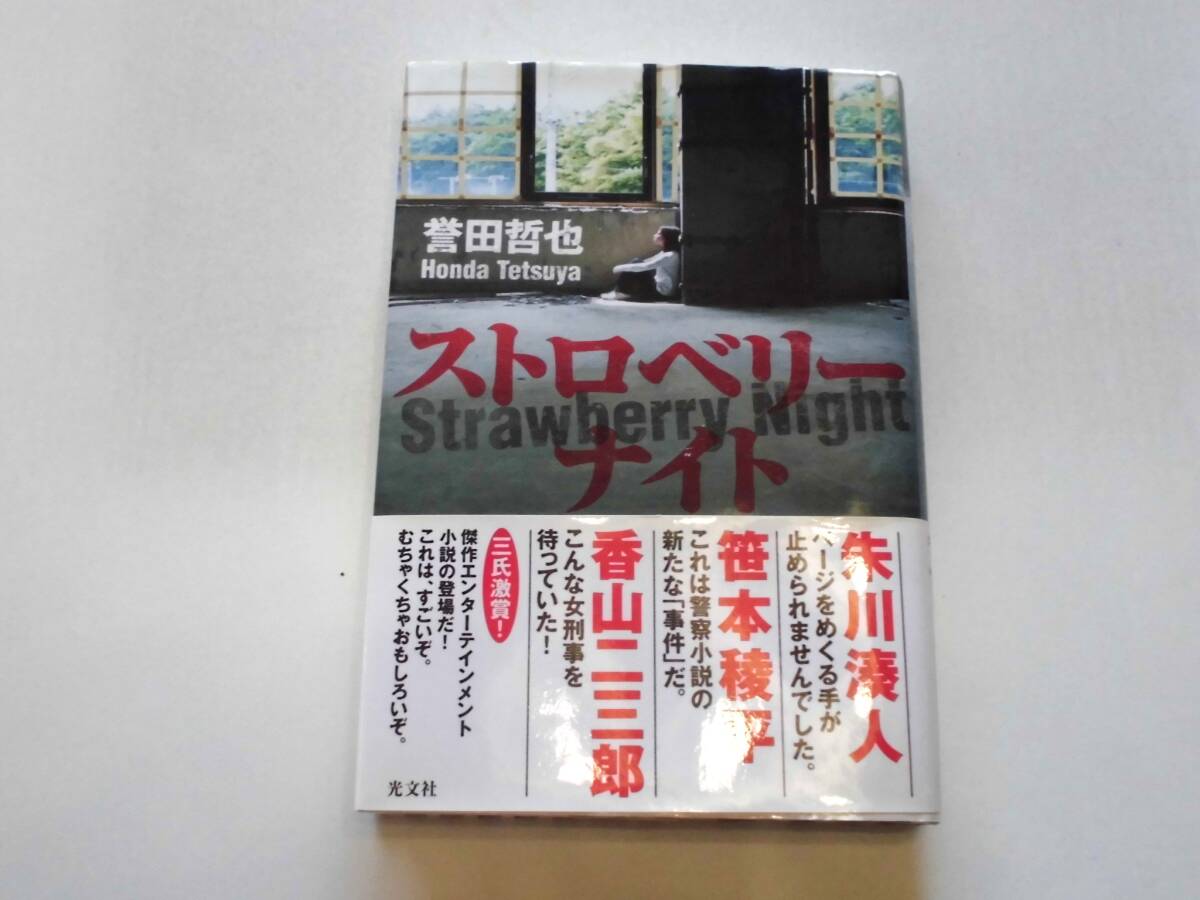 誉田哲也
Honda Tetsuya
ストロベリー
Strawberry Night
ナイト
朱川湊人
ページをめくる手が
止められませんでした。
笹本稜平
これは警察小説の
新たな「事件」だ。
香山二三郎
こんな女刑事を
待っていた!
三氏激賞!
傑作エンターテインメント
小説の登場だ!
これは、すごいぞ。
むちゃくちゃおもしろいぞ。
光文社